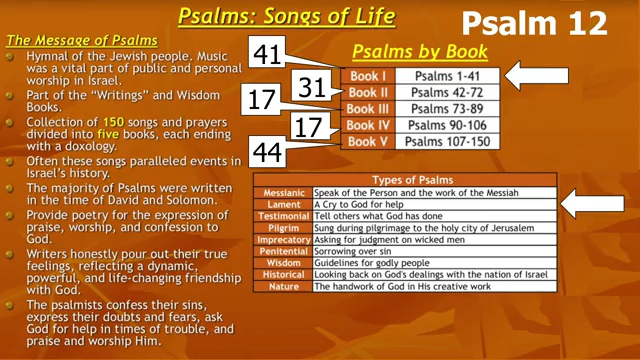 Psalms: Songs of Life
Psalm 12
The Message of Psalms
Hymnal of the Jewish people. Music
was a vital part of public and personal
worship in Israel.
Part of the “Writings” and Wisdom
Books.
Collection of 150 songs and prayers
divided into five books, each ending
with a doxology.
Often these songs paralleled events in
Israel’s history.
The majority of Psalms were written
in the time of David and Solomon.
Provide poetry for the expression of
praise, worship, and confession to
God.
Writers honestly pour out their true
feelings, reflecting a dynamic,
powerful, and life-changing friendship
with God.
The psalmists confess their sins,
express their doubts and fears, ask
God for help in times of trouble, and
praise and worship Him.
Psalms by Book
41
31
17
17
44
Book I Psalms 1-41
Book II Psalms 42-72
Book III Psalms 73-89
Book IV Psalms 90-106
Book V Psalms 107-150
Types of Psalms
Messianic Speak of the Person and the work of the Messiah
Lament A Cry to God for help
Testimonial Tell others what God has done
Pilgrim Sung during pilgrimage to the holy city of Jerusalem
Imprecatory Asking for judgment on wicked men
Penitential Sorrowing over sin
Wisdom Guidelines for godly people
Historical Looking back on God's dealings with the nation of Israel
Nature The handwork of God in His creative work